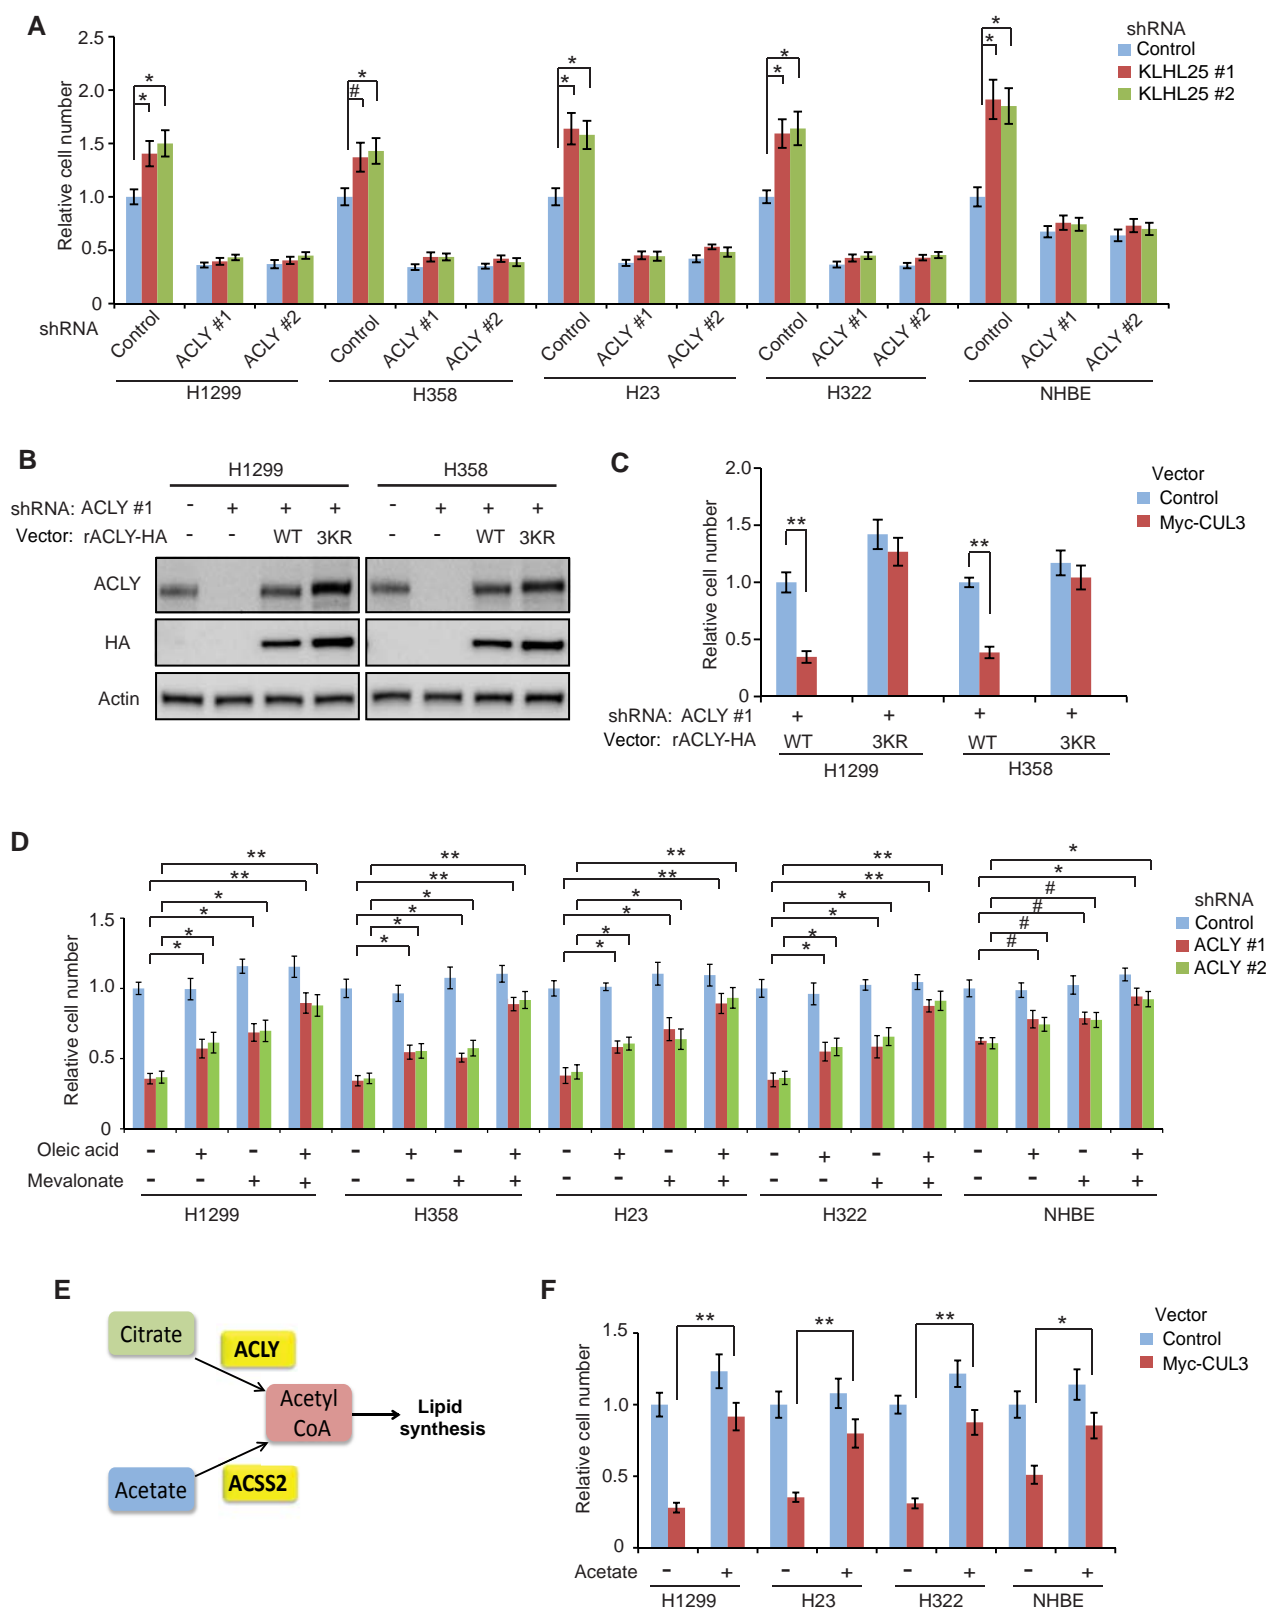 A
shRNA
Control
KLHL25 #1
KLHL25 #2
Relative cell number
2.5
2.0
1.5
1.0
0.5
0
* * # * * * * * * *
shRNA
Control ACLY #1 ACLY #2 Control ACLY #1 ACLY #2 Control ACLY #1 ACLY #2 Control ACLY #1 ACLY #2 Control ACLY #1 ACLY #2
H1299 H358 H23 H322 NHBE
B
H1299 H358
shRNA: ACLY #1 - + + + - + + +
Vector: rACLY-HA - - WT 3KR - - WT 3KR
ACLY
HA
Actin
C
Vector
Control
Myc-CUL3
Relative cell number
2.0
1.5
1.0
0.5
0
** **
shRNA: ACLY #1 + + + +
Vector: rACLY-HA WT 3KR WT 3KR
H1299 H358
D
shRNA
Control
ACLY #1
ACLY #2
Relative cell number
1.5
1.0
0.5
0
** ** ** ** *
** ** ** ** *
* * * * #
* * * * #
* * * * #
* * * * #
Oleic acid - + - + - + - + - + - + - + - + - + - +
Mevalonate - - + + - - + + - - + + - - + + - - + +
H1299 H358 H23 H322 NHBE
E
Citrate
ACLY
Acetyl
CoA
Lipid
synthesis
Acetate
ACSS2
F
Vector
Control
Myc-CUL3
Relative cell number
1.5
1.0
0.5
0
** ** ** *
Acetate - + - + - + - +
H1299 H23 H322 NHBE